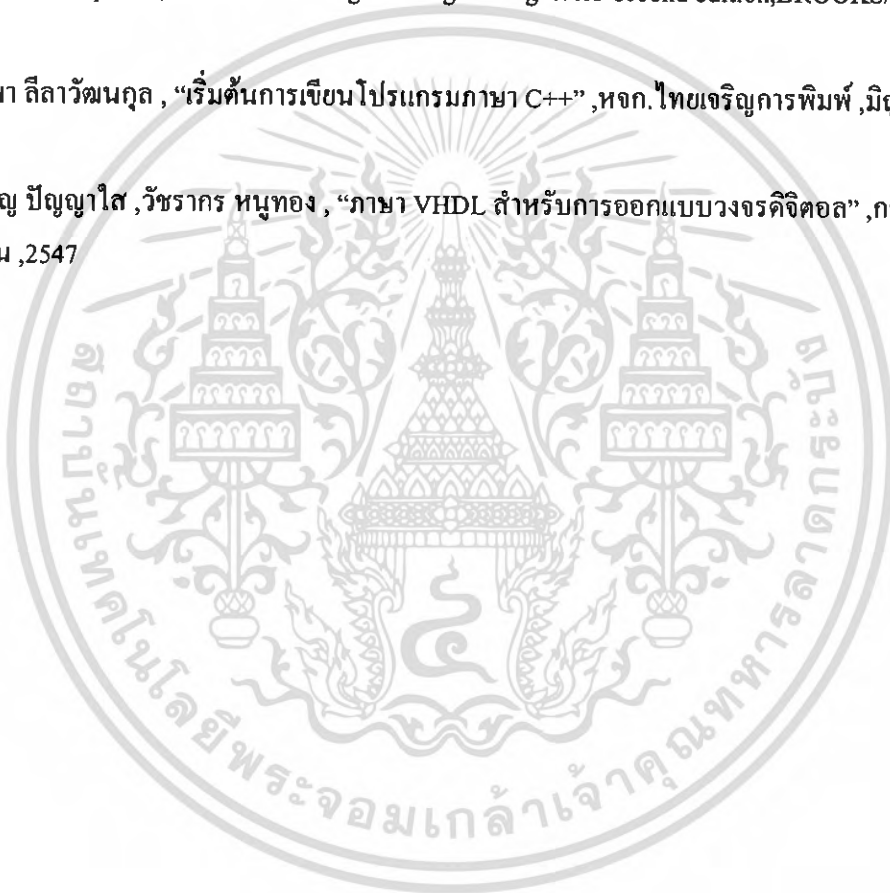 พา ลีลาวัฒนกุล , “เริ่มต้นการเขียนโปรแกรมภาษา C++” ,หจก.ไทยเจริญการพิมพ์
ญ ปัญญาใส ,วัชรากร หนูทอง , “ภาษา VHDL สำหรับการออกแบบวงจรดิจิตอล”
น ,2547
สถาบันเทคโนโลยีพระจอมเกล้าเจ้าคุณทหารลาดกระบัง
๔